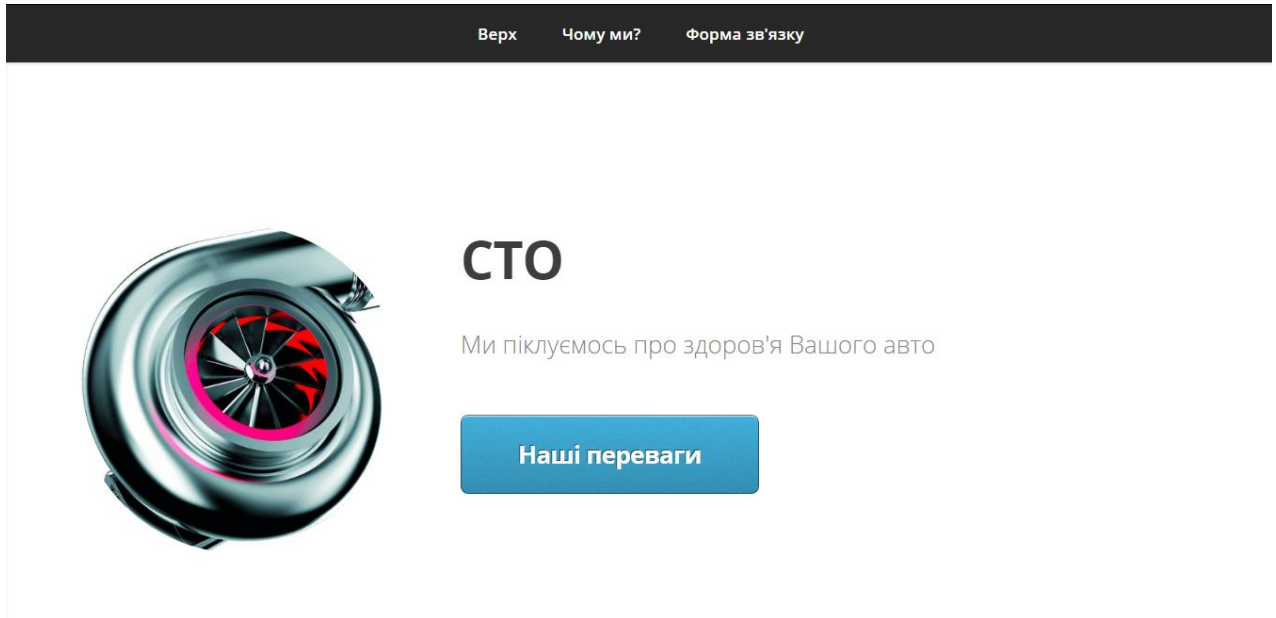 Верх Чому ми? Форма зв'язку
СТО
Ми піклуємось про здоров'я Вашого авто
Наші переваги